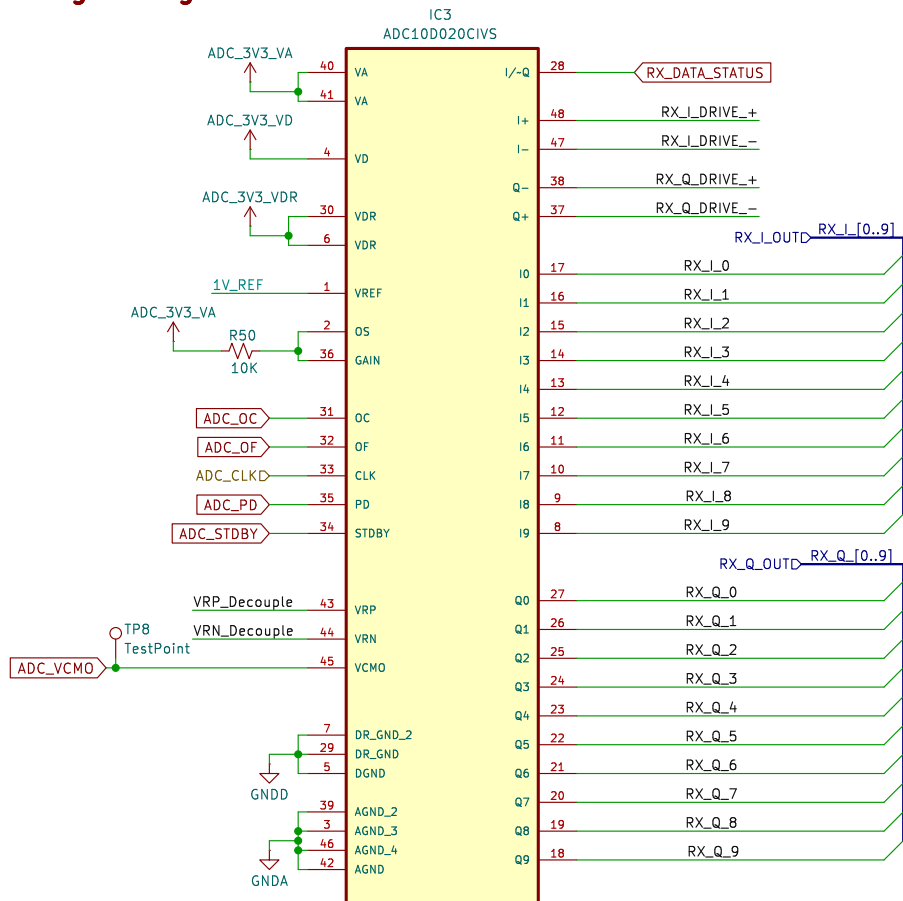 IC3
ADC10D020CIVS
ADC_3V3_VA
40 VA
41 VA
ADC_3V3_VD
4 VD
ADC_3V3_VDR
30 VDR
6 VDR
1V_REF 1 VREF
ADC_3V3_VA
R50
10K
2 OS
36 GAIN
ADC_OC 31 OC
ADC_OF 32 OF
ADC_CLK 33 CLK
ADC_PD 35 PD
ADC_STDBY 34 STDBY
VRP_Decouple 43 VRP
VRN_Decouple 44 VRN
TP8
TestPoint
ADC_VCMO 45 VCMO
7 DR_GND_2
29 DR_GND
5 DGND
GNDD
39 AGND_2
3 AGND_3
46 AGND_4
42 AGND
GNDA
I/~Q 28 RX_DATA_STATUS
I+ 48 RX_I_DRIVE_+
I- 47 RX_I_DRIVE_-
Q- 38 RX_Q_DRIVE_+
Q+ 37 RX_Q_DRIVE_-
RX_I_OUT RX_I_[0..9]
I0 17 RX_I_0
I1 16 RX_I_1
I2 15 RX_I_2
I3 14 RX_I_3
I4 13 RX_I_4
I5 12 RX_I_5
I6 11 RX_I_6
I7 10 RX_I_7
I8 9 RX_I_8
I9 8 RX_I_9
RX_Q_OUT RX_Q_[0..9]
Q0 27 RX_Q_0
Q1 26 RX_Q_1
Q2 25 RX_Q_2
Q3 24 RX_Q_3
Q4 23 RX_Q_4
Q5 22 RX_Q_5
Q6 21 RX_Q_6
Q7 20 RX_Q_7
Q8 19 RX_Q_8
Q9 18 RX_Q_9